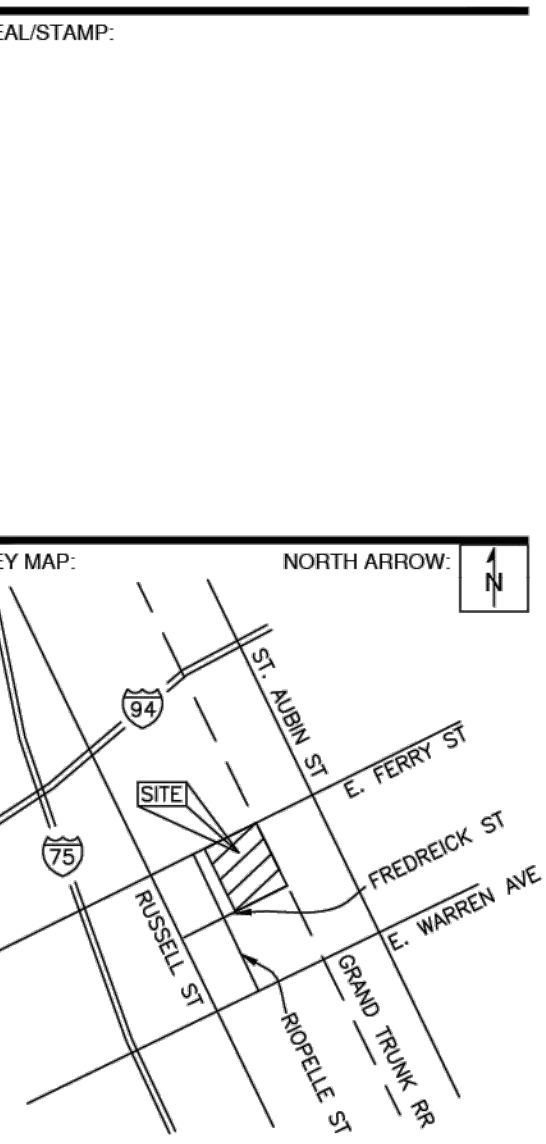 EAL/STAMP:
EY MAP:
NORTH ARROW:
N
94
ST. AUBIN ST
E. FERRY ST
SITE
75
FREDREICK ST
RUSSELL ST
E. WARREN AVE
GRAND TRUNK RR
RIOPELLE ST